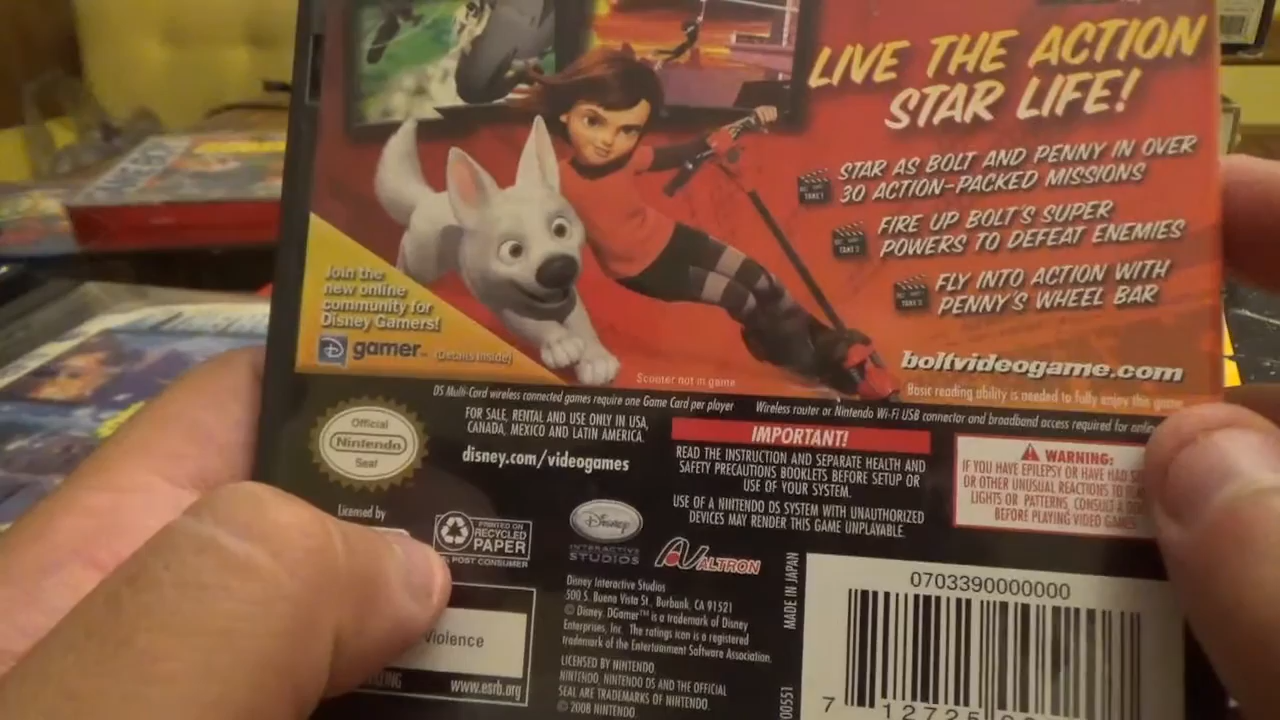 LIVE THE ACTION
STAR LIFE!
STAR AS BOLT AND PENNY IN OVER
30 ACTION-PACKED MISSIONS
FIRE UP BOLT'S SUPER
POWERS TO DEFEAT ENEMIES
FLY INTO ACTION WITH
PENNY'S WHEEL BAR
Join the
new online
community for
Disney Gamers!
D gamer™ (Details inside)
Scooter not in game
boltvideogame.com
Basic reading ability is needed to fully enjoy this game
DS Multi-Card wireless connected games require one Game Card per player
Wireless router or Nintendo Wi-Fi USB connector and broadband access required for
Official
Nintendo
Seal
FOR SALE, RENTAL AND USE ONLY IN USA,
CANADA, MEXICO AND LATIN AMERICA.
disney.com/videogames
IMPORTANT!
READ THE INSTRUCTION AND SEPARATE HEALTH AND
SAFETY PRECAUTIONS BOOKLETS BEFORE SETUP OR
USE OF YOUR SYSTEM.
USE OF A NINTENDO DS SYSTEM WITH UNAUTHORIZED
DEVICES MAY RENDER THIS GAME UNPLAYABLE.
WARNING:
IF YOU HAVE EPILEPSY OR HAVE HAD
OR OTHER UNUSUAL REACTIONS TO
LIGHTS OR PATTERNS, CONSULT A
BEFORE PLAYING VIDEO GAMES
Licensed by
PRINTED ON
RECYCLED
PAPER
POST CONSUMER
Disney
INTERACTIVE
STUDIOS
AVALTRON
Disney Interactive Studios
500 S. Buena Vista St., Burbank, CA 91521
© Disney. DGamer™ is a trademark of Disney
Enterprises, Inc. The ratings icon is a registered
trademark of the Entertainment Software Association.
LICENSED BY NINTENDO.
NINTENDO, NINTENDO DS AND THE OFFICIAL
SEAL ARE TRADEMARKS OF NINTENDO.
© 2008 NINTENDO.
Violence
www.esrb.org
MADE IN JAPAN
00551
0703390000000
7 12725